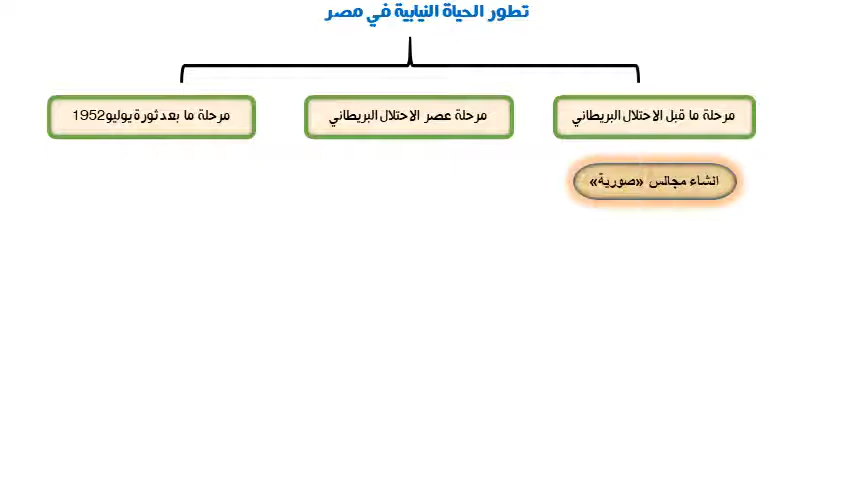 تطور الحياة النيابية في مصر
مرحلة ما قبل الاحتلال البريطاني
مرحلة عصر الاحتلال البريطاني
مرحلة ما بعد ثورة يوليو1952
انشاء مجالس «صورية»